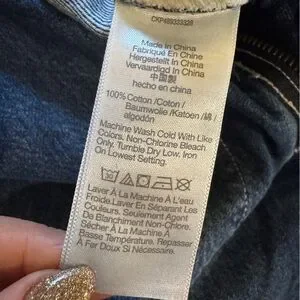 CKP489333328
Made in China
Fabriqué en Chine
Hergestellt In China
Vervaardigd In China
中国製
hecho en china
100% Cotton /Coton /
Baumwolle /Katoen /綿/
algodón
Machine Wash Cold With Like
Colors. Non-Chlorine Bleach
Only. Tumble Dry Low. Iron
On Lowest Setting.
Laver À La Machine À L'eau
Froide Laver En Séparant Les
Couleurs. Seulement Agent
De Blanchiment Non Chlor.
Sécher À La Machine À
Basse Température. Repasser
À Fer Doux Si Nécessaire.